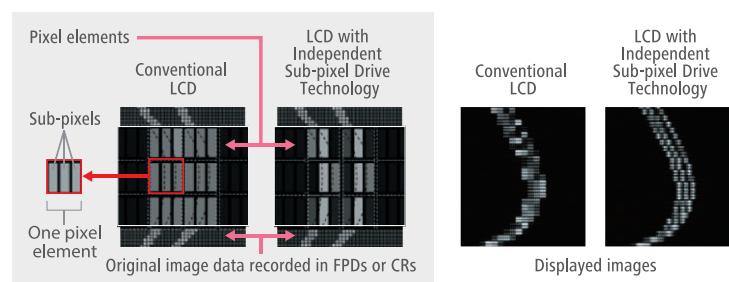 Pixel elements
Conventional
LCD
LCD with
Independent
Sub-pixel Drive
Technology
Sub-pixels
One pixel
element
Original image data recorded in FPDs or CRs
Conventional
LCD
LCD with
Independent
Sub-pixel Drive
Technology
Displayed images